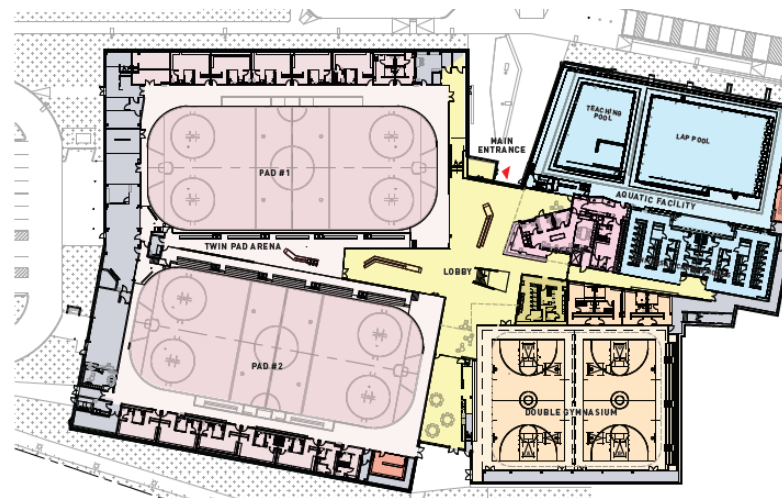 TEACHING
POOL
LAP POOL
MAIN
ENTRANCE
PAD #1
AQUATIC FACILITY
TWIN PAD ARENA
LOBBY
PAD #2
DOUBLE GYMNASIUM